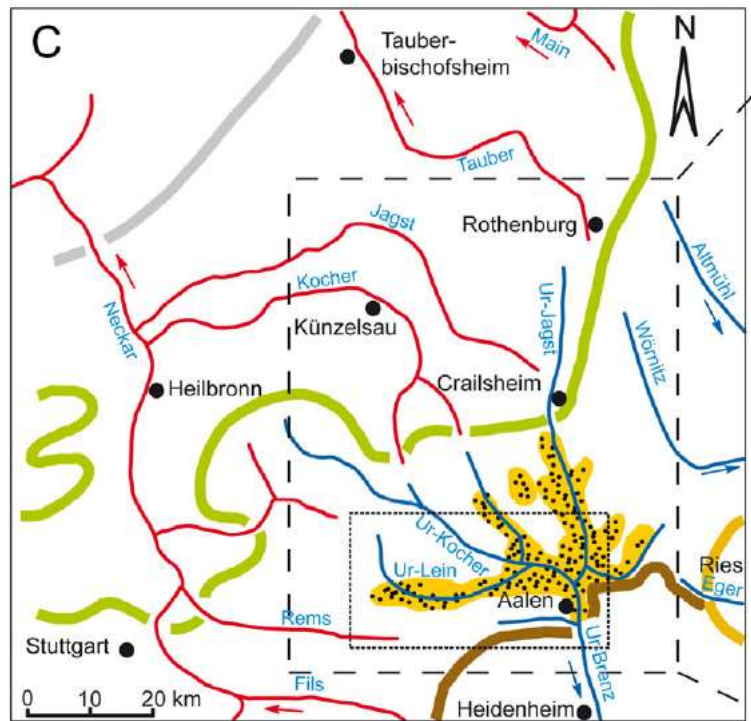 C
N
Tauber-
bischofsheim
Main
Tauber
Rothenburg
Jagst
Altmühl
Kocher
Ur-Jagst
Künzelsau
Neckar
Wörnitz
Heilbronn
Crailsheim
Ur-Kocher
Ur-Lein
Ries
Eger
Aalen
Rems
Stuttgart
Ur-Brenz
Fils
0 10 20 km
Heidenheim